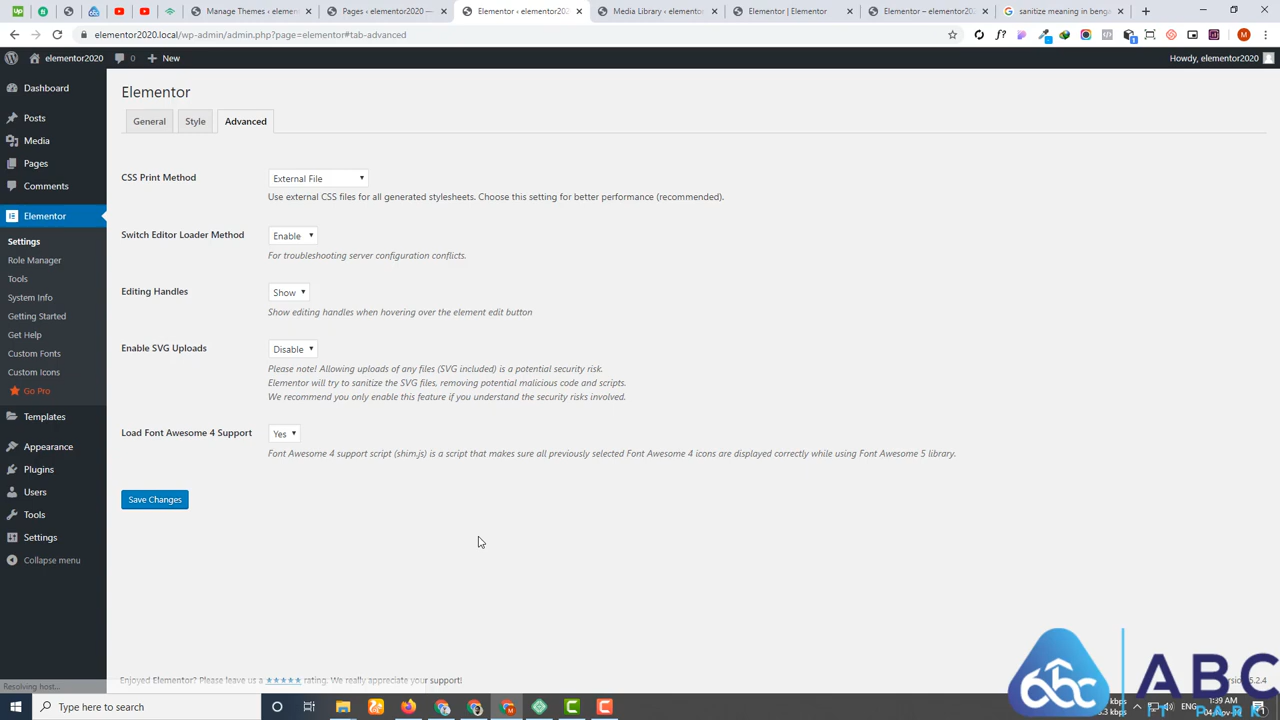 Manage Themes ‹ elemen
Pages ‹ elementor2020 —
Elementor ‹ elementor202
Media Library ‹ elemento
Elementor | Elementor
Elementor – elementor202
sanitize meaning in beng
elementor2020.local/wp-admin/admin.php?page=elementor#tab-advanced
elementor2020
0
New
Howdy, elementor2020
Dashboard
Posts
Media
Pages
Comments
Elementor
Settings
Role Manager
Tools
System Info
Getting Started
Get Help
Custom Fonts
Custom Icons
Go Pro
Templates
Appearance
Plugins
Users
Tools
Settings
Collapse menu
Elementor
General
Style
Advanced
CSS Print Method
External File
Use external CSS files for all generated stylesheets. Choose this setting for better performance (recommended).
Switch Editor Loader Method
Enable
For troubleshooting server configuration conflicts.
Editing Handles
Show
Show editing handles when hovering over the element edit button
Enable SVG Uploads
Disable
Please note! Allowing uploads of any files (SVG included) is a potential security risk.
Elementor will try to sanitize the SVG files, removing potential malicious code and scripts.
We recommend you only enable this feature if you understand the security risks involved.
Load Font Awesome 4 Support
Yes
Font Awesome 4 support script (shim.js) is a script that makes sure all previously selected Font Awesome 4 icons are displayed correctly while using Font Awesome 5 library.
Save Changes
Enjoyed Elementor? Please leave us a ★★★★★ rating. We really appreciate your support!
Resolving host...
Type here to search
1:39 AM
abc
ABC